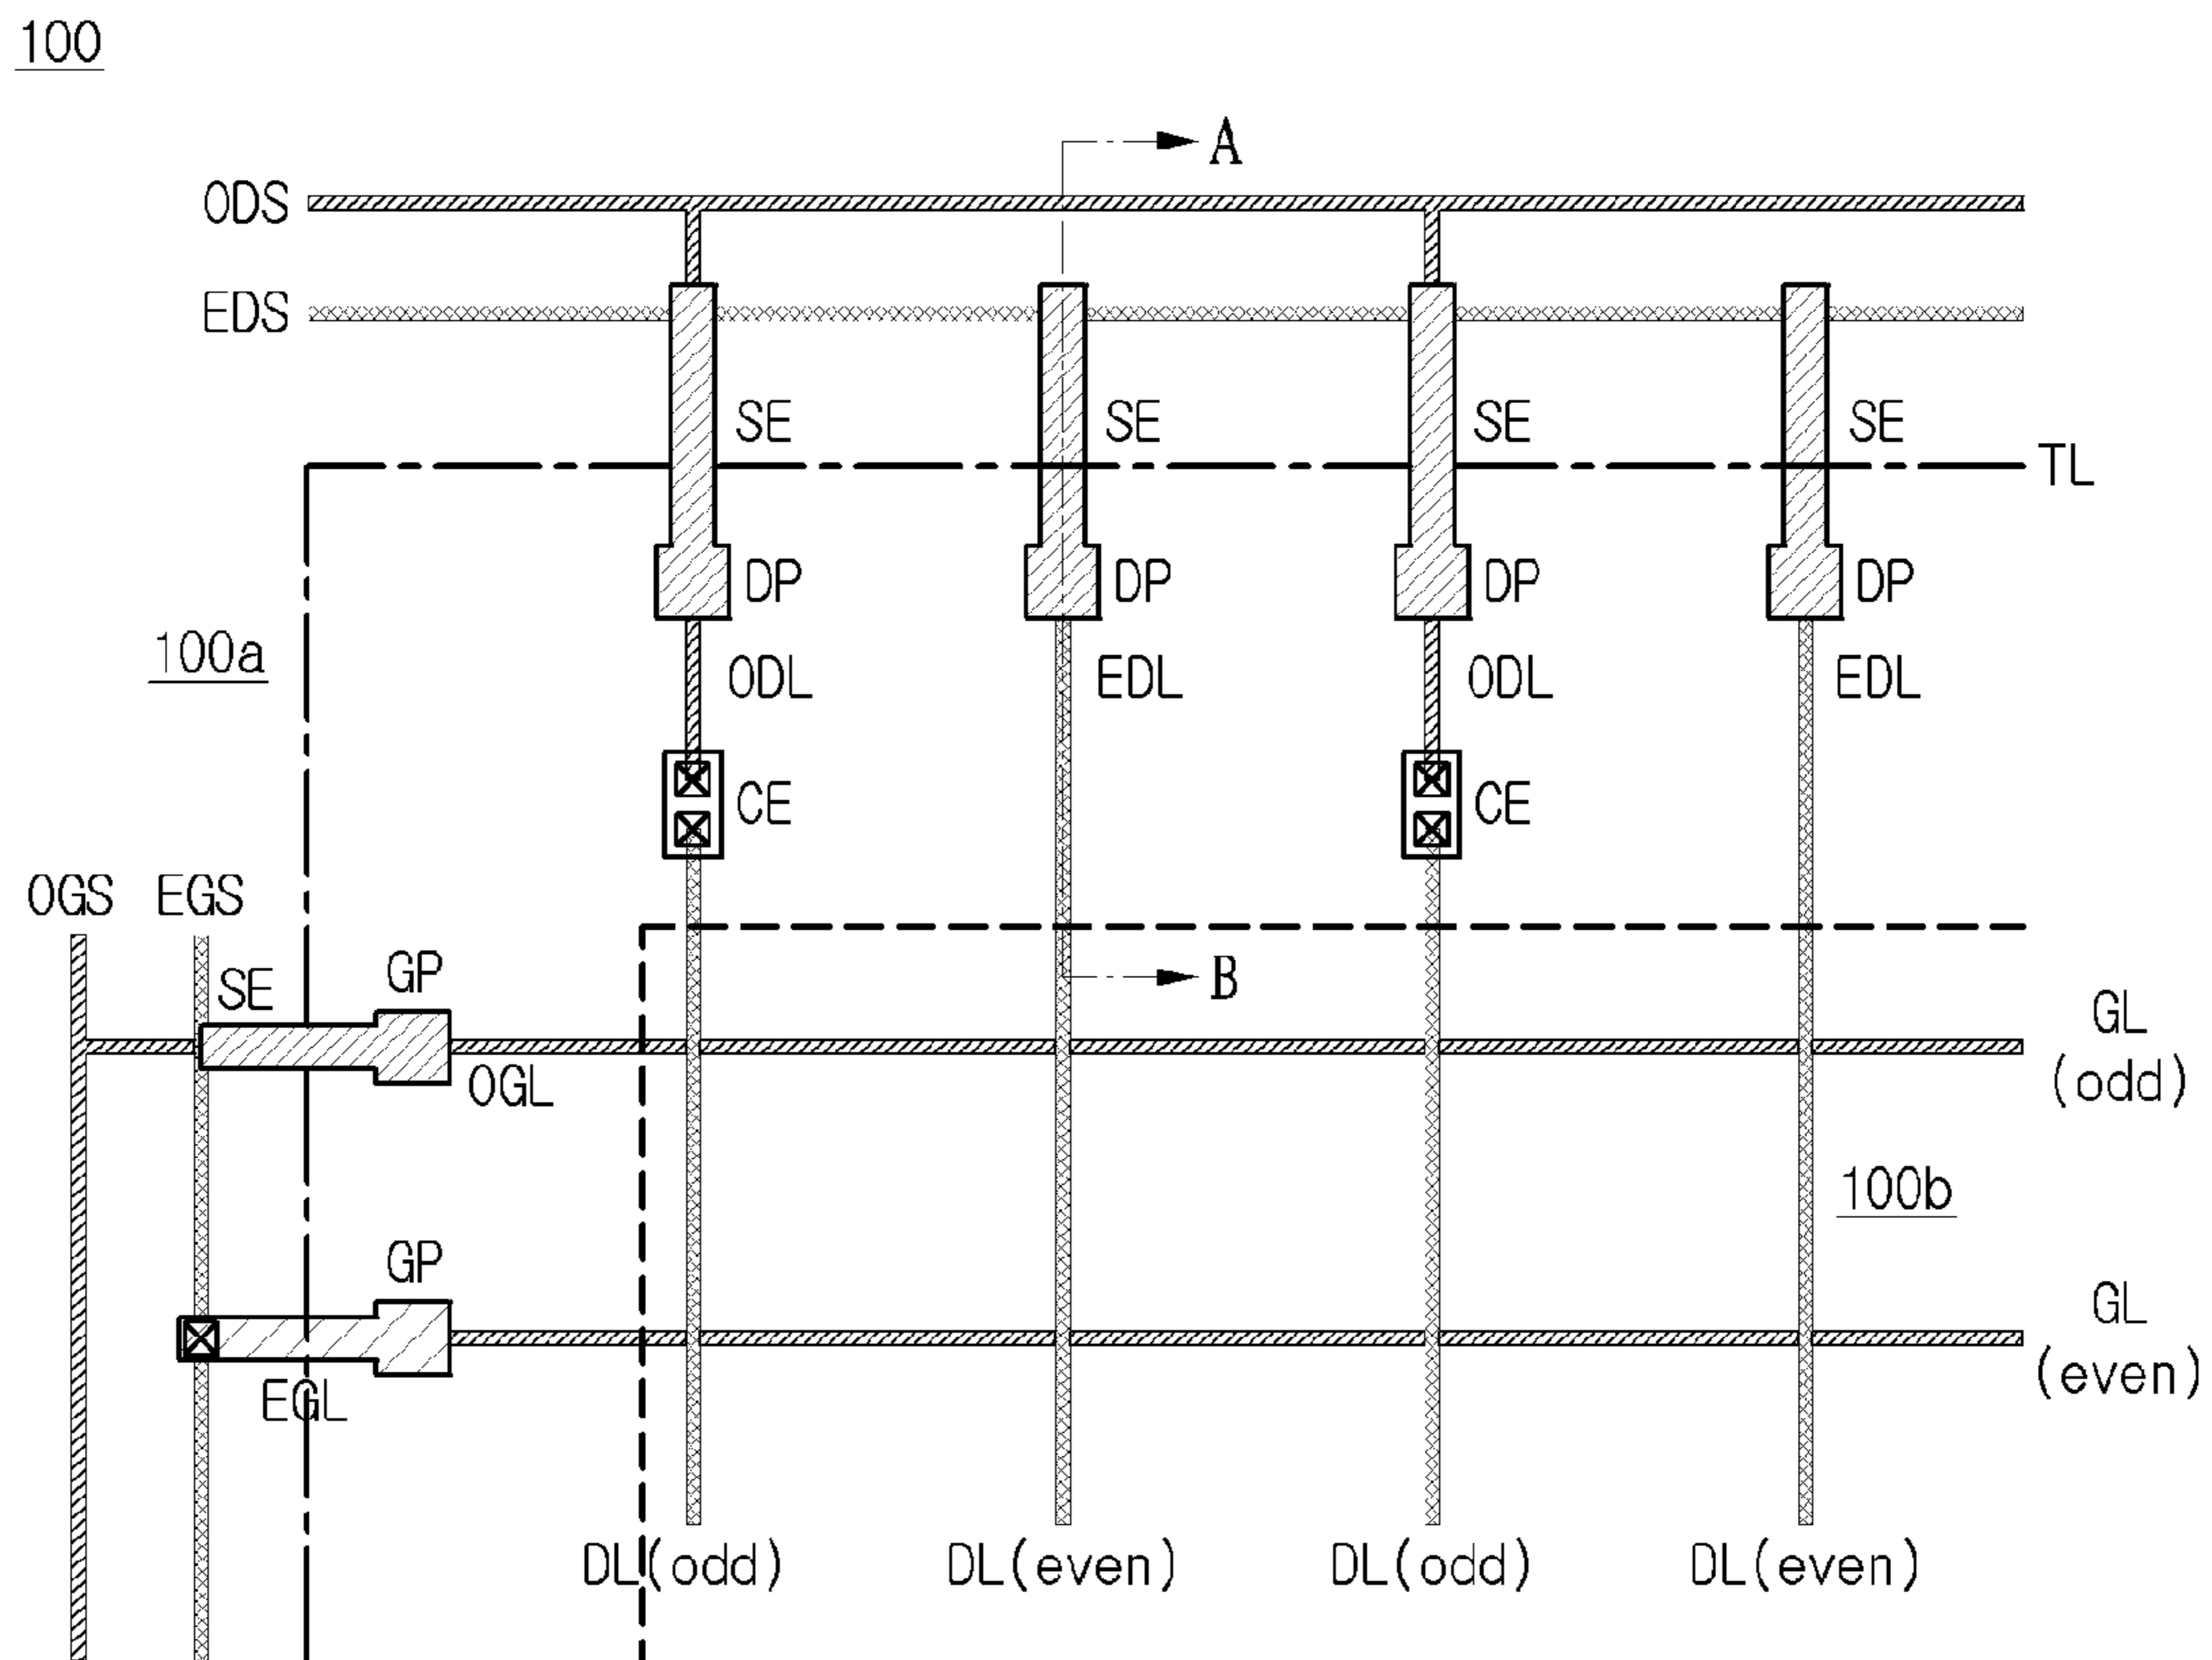 100
A
ODS
EDS
SE SE SE SE
TL
DP DP DP DP
100a
ODL EDL ODL EDL
CE CE
OGS EGS
SE GP
B
GL
(odd)
OGL
100b
GP
GL
(even)
EGL
DL(odd) DL(even) DL(odd) DL(even)